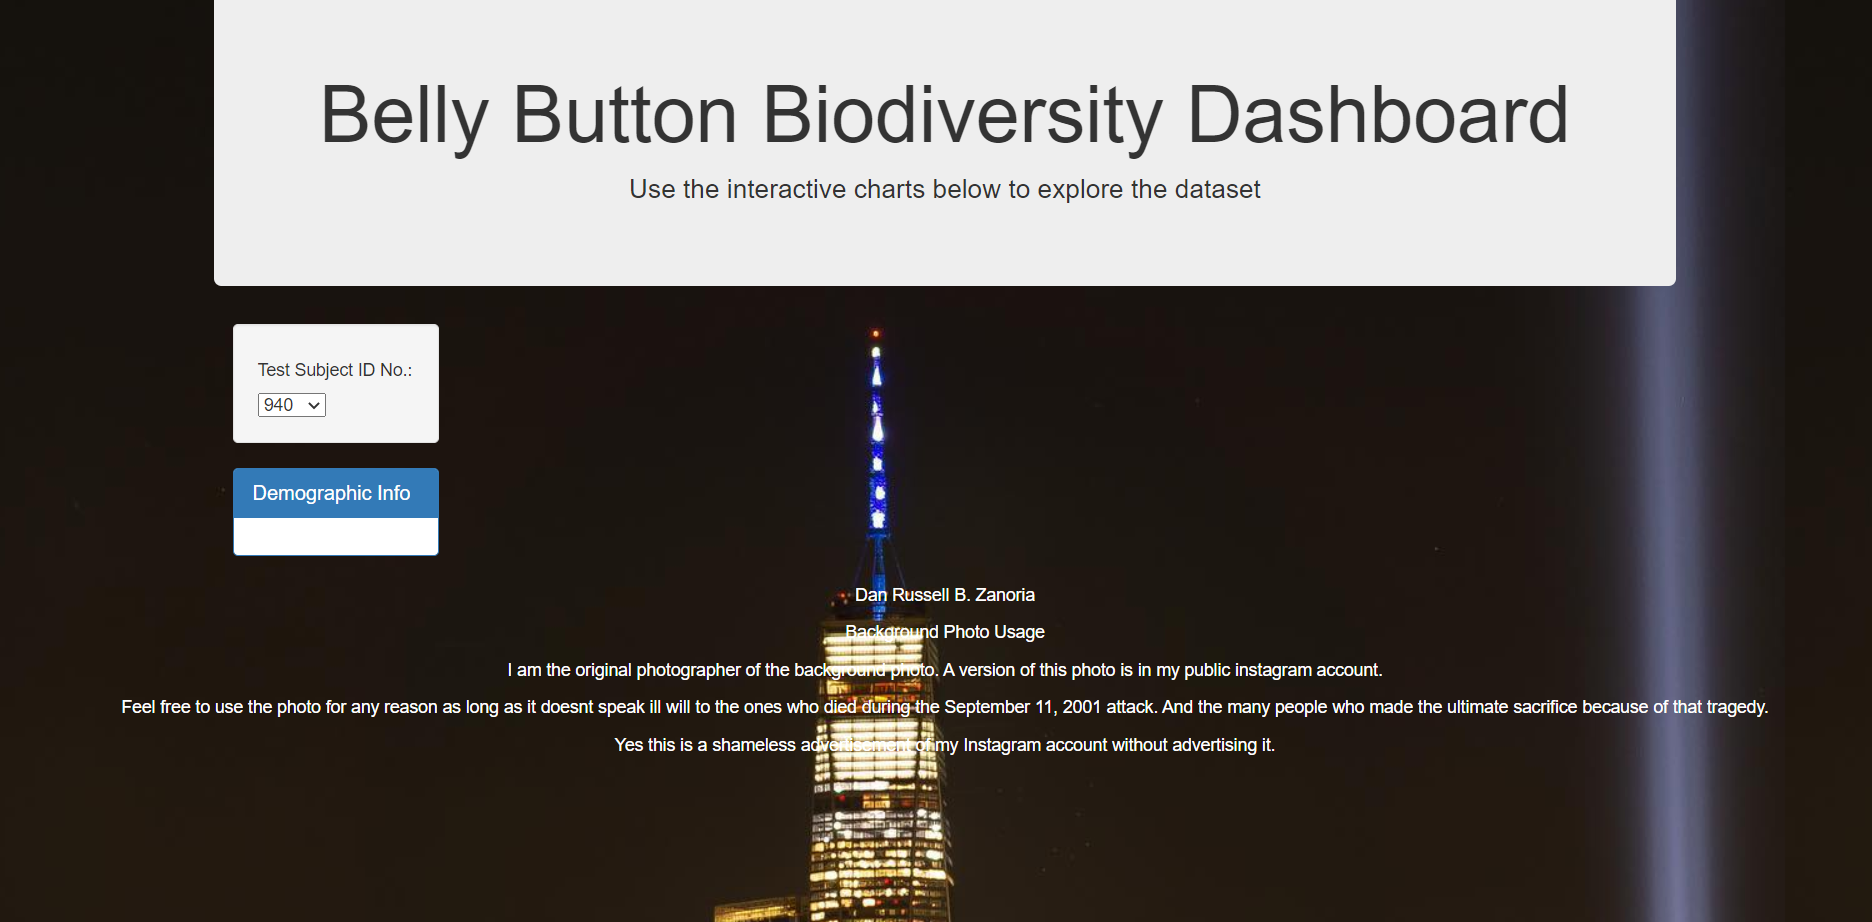 Belly Button Biodiversity Dashboard
Use the interactive charts below to explore the dataset
Test Subject ID No.:
940
Demographic Info
Dan Russell B. Zanoria
Background Photo Usage
I am the original photographer of the background photo. A version of this photo is in my public instagram account.
Feel free to use the photo for any reason as long as it doesnt speak ill will to the ones who died during the September 11, 2001 attack. And the many people who made the ultimate sacrifice because of that tragedy.
Yes this is a shameless advertisement of my Instagram account without advertising it.